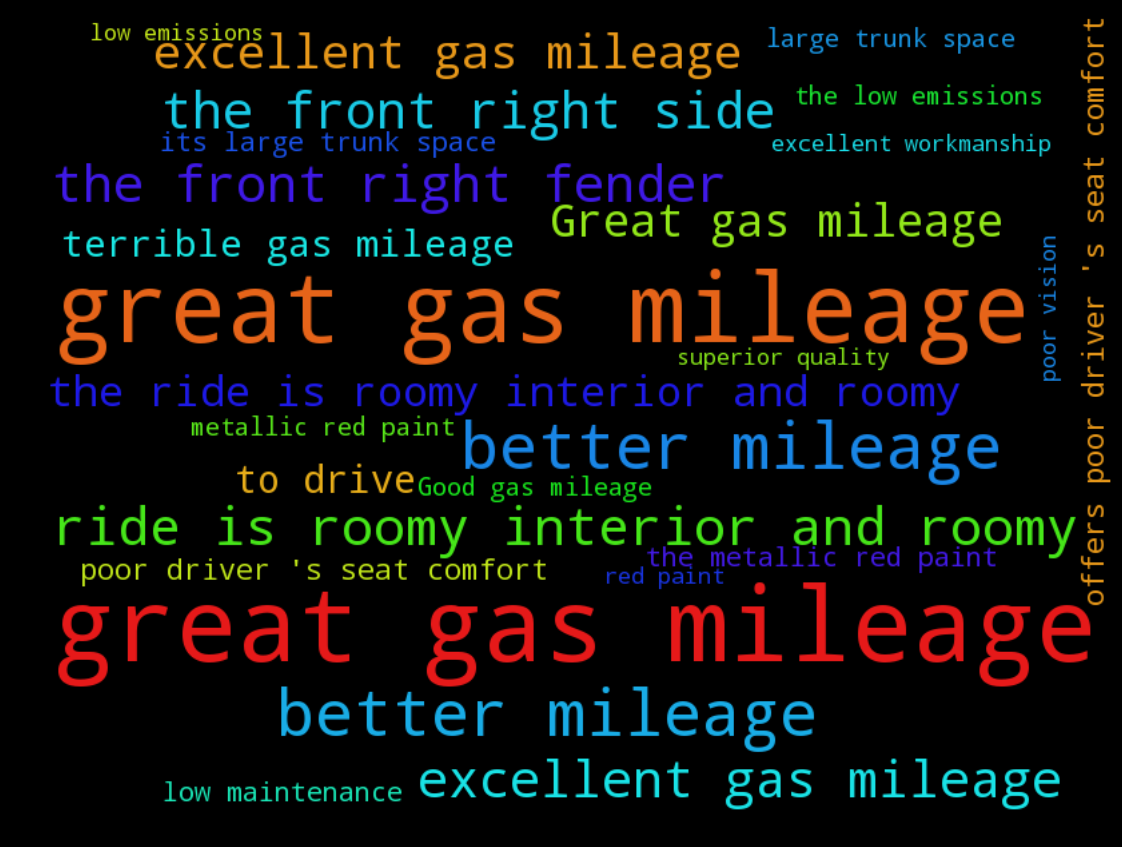 low emissions
excellent gas mileage
large trunk space
the front right side
the low emissions
its large trunk space
excellent workmanship
the front right fender
Great gas mileage
terrible gas mileage
great gas mileage
poor vision
offers poor driver 's seat comfort
superior quality
the ride is roomy interior and roomy
metallic red paint
better mileage
to drive
Good gas mileage
ride is roomy interior and roomy
the metallic red paint
poor driver 's seat comfort
red paint
great gas mileage
better mileage
excellent gas mileage
low maintenance